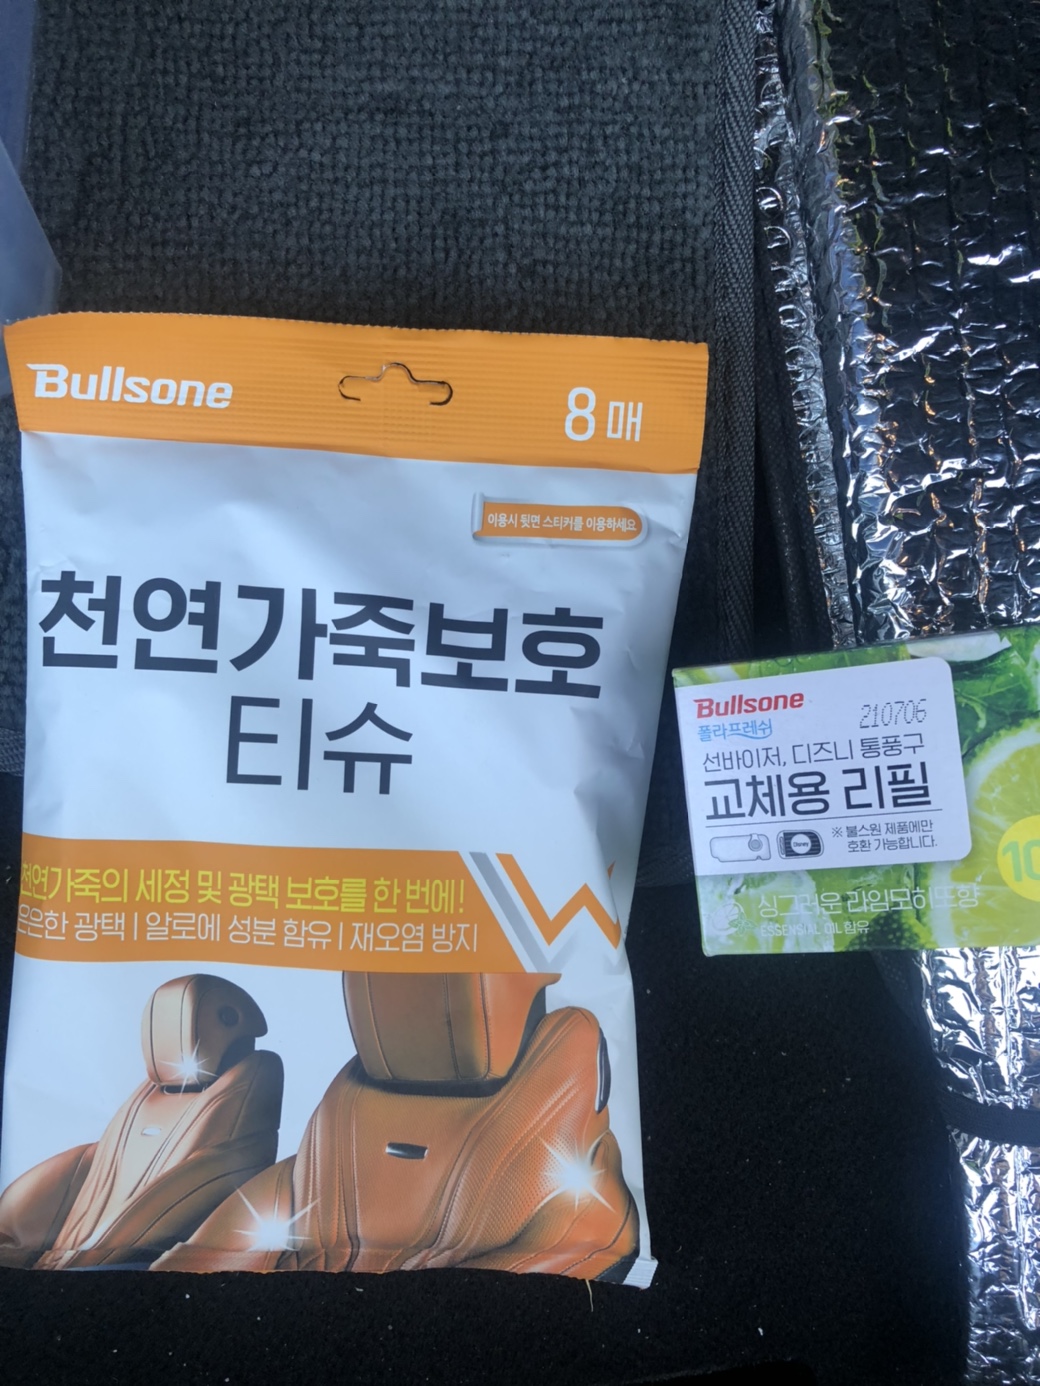 Bullsone
8매
이용시 뒷면 스티커를 이용하세요
천연가죽보호
티슈
천연가죽의 세정 및 광택 보호를 한 번에!
은은한 광택 | 알로에 성분 함유 | 재오염 방지
Bullsone
폴라프레쉬
210706
선바이저, 디즈니 통풍구
교체용 리필
Disney
※ 불스원 제품에만
호환 가능합니다.
10
싱그러운 라임모히또향
ESSENSIAL OIL 함유